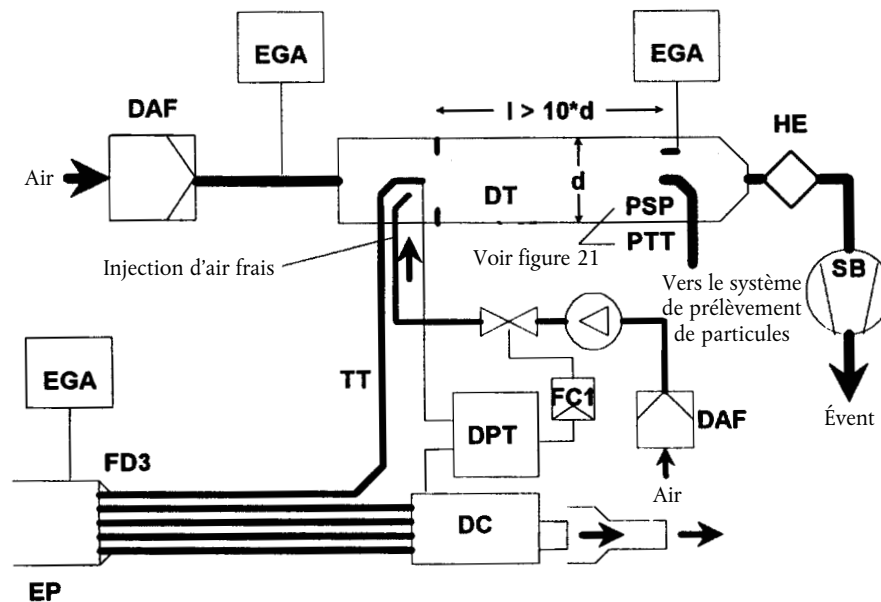 EGA
EGA
DAF
l > 10*d
HE
Air
DT
d
PSP
PTT
Injection d'air frais
Voir figure 21
Vers le système
de prélèvement
de particules
SB
EGA
TT
FC1
Évent
DPT
DAF
FD3
Air
DC
EP